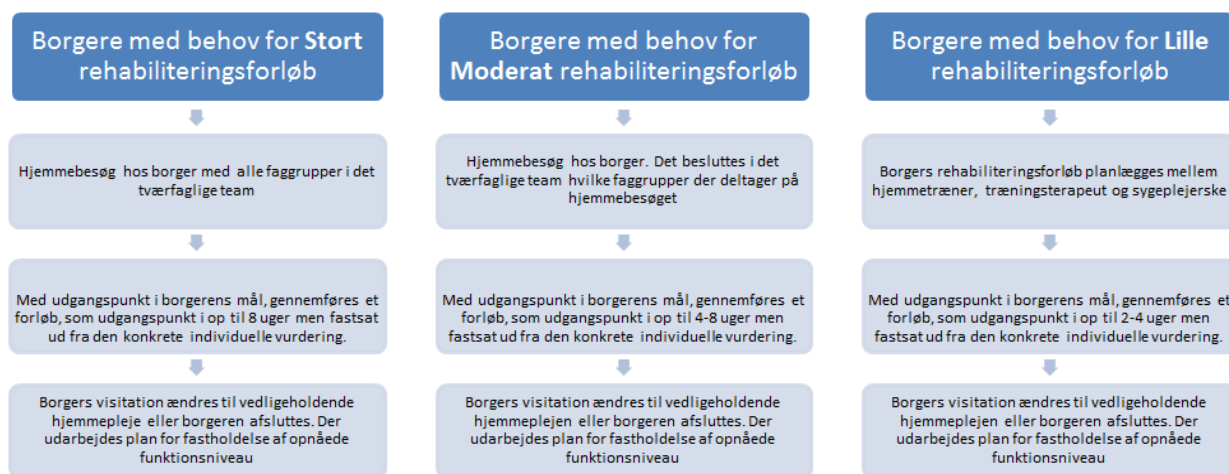 Borgere med behov for Stort
rehabiliteringsforløb
Hjemmebesøg hos borger med alle faggrupper i det
tværfaglige team
Med udgangspunkt i borgerens mål, gennemføres et
forløb, som udgangspunkt i op til 8 uger men fastsat
ud fra den konkrete individuelle vurdering.
Borgers visitation ændres til vedligeholdende
hjemmepleje eller borgeren afsluttes. Der
udarbejdes plan for fastholdelse af opnåede
funktionsniveau
Borgere med behov for
Moderat rehabiliteringsforløb
Hjemmebesøg hos borger. Det besluttes i det
tværfaglige team hvilke faggrupper der deltager på
hjemmebesøget
Med udgangspunkt i borgerens mål, gennemføres et
forløb, som udgangspunkt i op til 4-8 uger men
fastsat ud fra den konkrete individuelle vurdering.
Borgers visitation ændres til vedligeholdende
hjemmeplejen eller borgeren afsluttes. Der
udarbejdes plan for fastholdelse af opnåede
funktionsniveau
Borgere med behov for Lille
rehabiliteringsforløb
Borgers rehabiliteringsforløb planlægges mellem
hjemmetræner, træningsterapeut og sygeplejerske
Med udgangspunkt i borgerens mål, gennemføres et
forløb, som udgangspunkt i op til 2-4 uger men
fastsat ud fra den konkrete individuelle vurdering.
Borgers visitation ændres til vedligeholdende
hjemmeplejen eller borgeren afsluttes. Der
udarbejdes plan for fastholdelse af opnåede
funktionsniveau